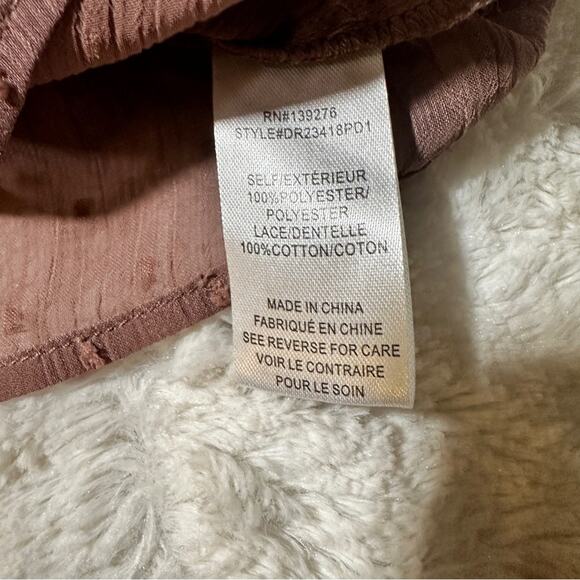 RN#139276
STYLE#DR23418PD1
SELF/EXTÉRIEUR
100%POLYESTER/
POLYESTER
LACE/DENTELLE
100%COTTON/COTON
MADE IN CHINA
FABRIQUÉ EN CHINE
SEE REVERSE FOR CARE
VOIR LE CONTRAIRE
POUR LE SOIN